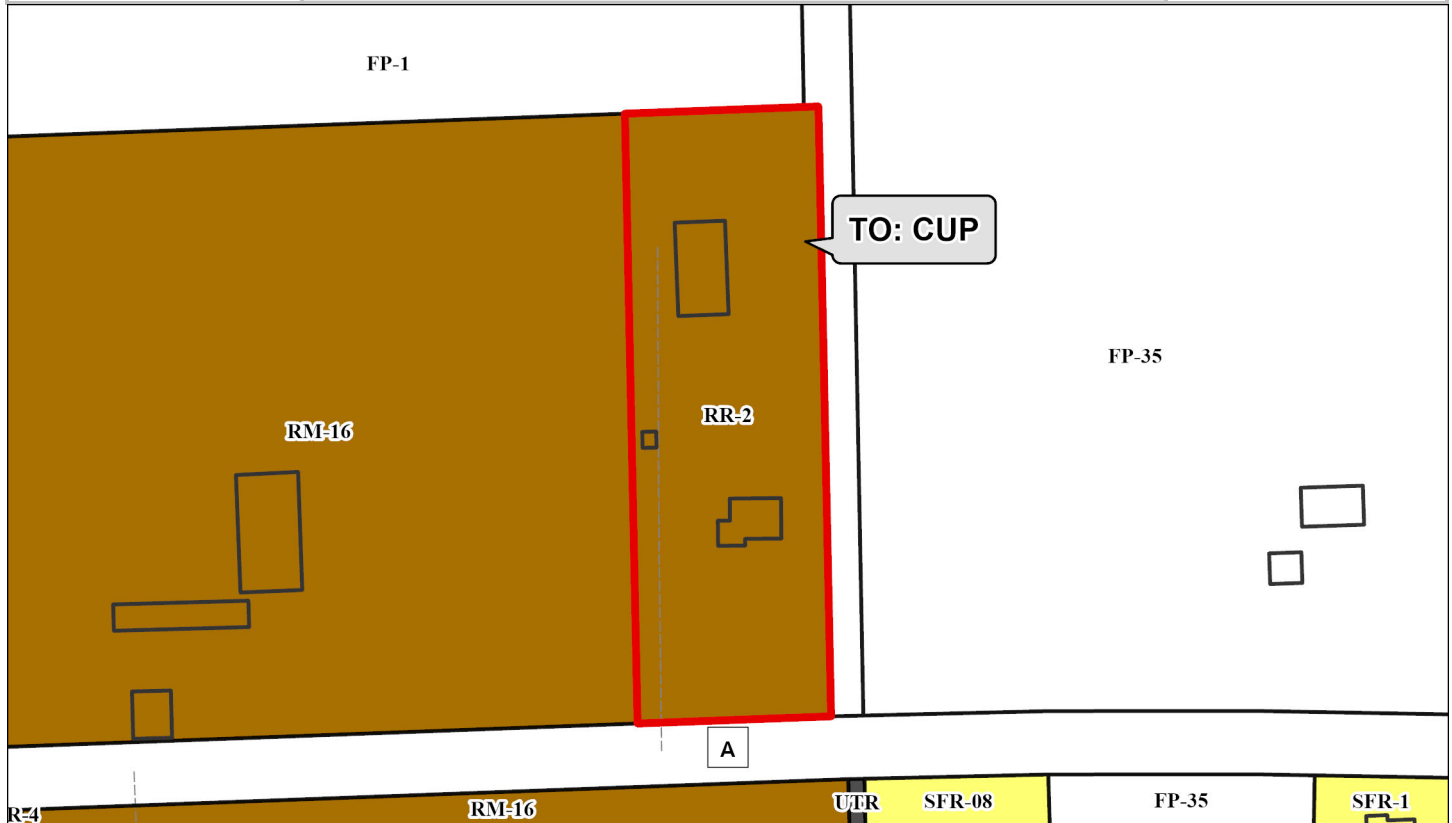 FP-1
TO: CUP
FP-35
RR-2
RM-16
A
R-4
RM-16
UTR
SFR-08
FP-35
SFR-1